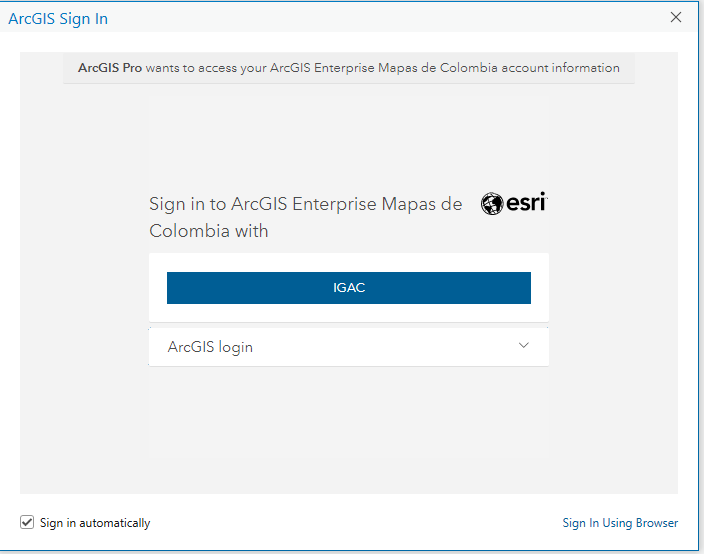 ArcGIS Sign In
ArcGIS Pro wants to access your ArcGIS Enterprise Mapas de Colombia account information
Sign in to ArcGIS Enterprise Mapas de
Colombia with
esri
IGAC
ArcGIS login
Sign in automatically
Sign In Using Browser